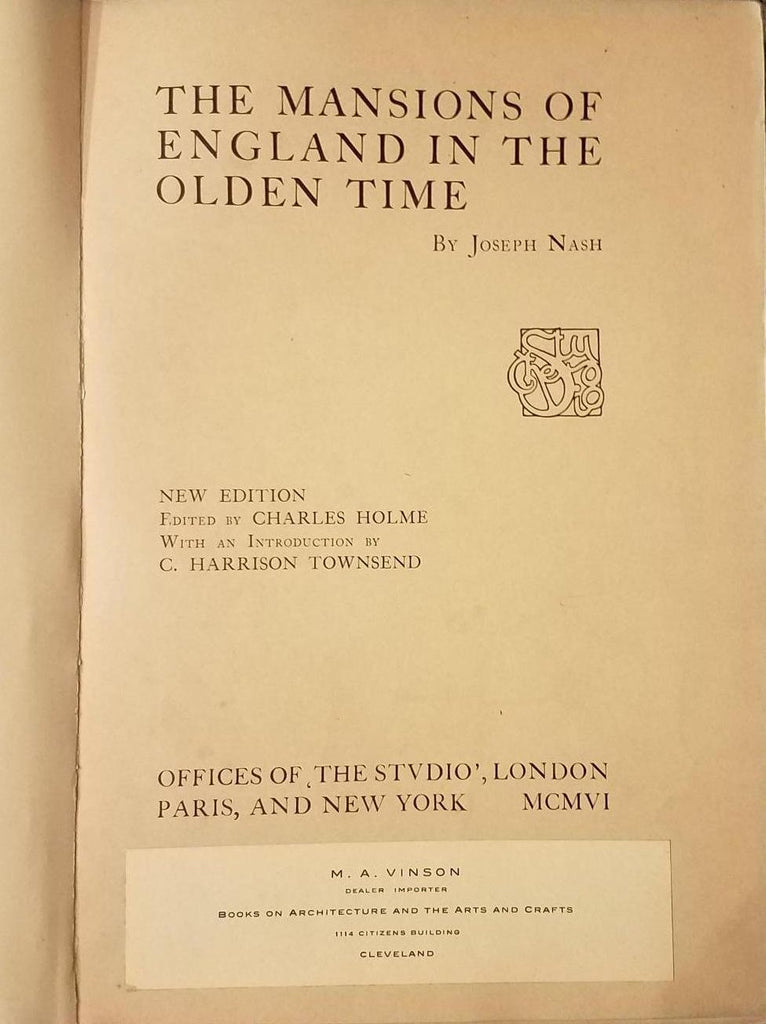 THE MANSIONS OF
ENGLAND IN THE
OLDEN TIME
BY JOSEPH NASH
The STVDIO
NEW EDITION
EDITED BY CHARLES HOLME
WITH AN INTRODUCTION BY
C. HARRISON TOWNSEND
OFFICES OF ‘THE STVDIO’, LONDON
PARIS, AND NEW YORK MCMVI
M. A. VINSON
DEALER IMPORTER
BOOKS ON ARCHITECTURE AND THE ARTS AND CRAFTS
1114 CITIZENS BUILDING
CLEVELAND